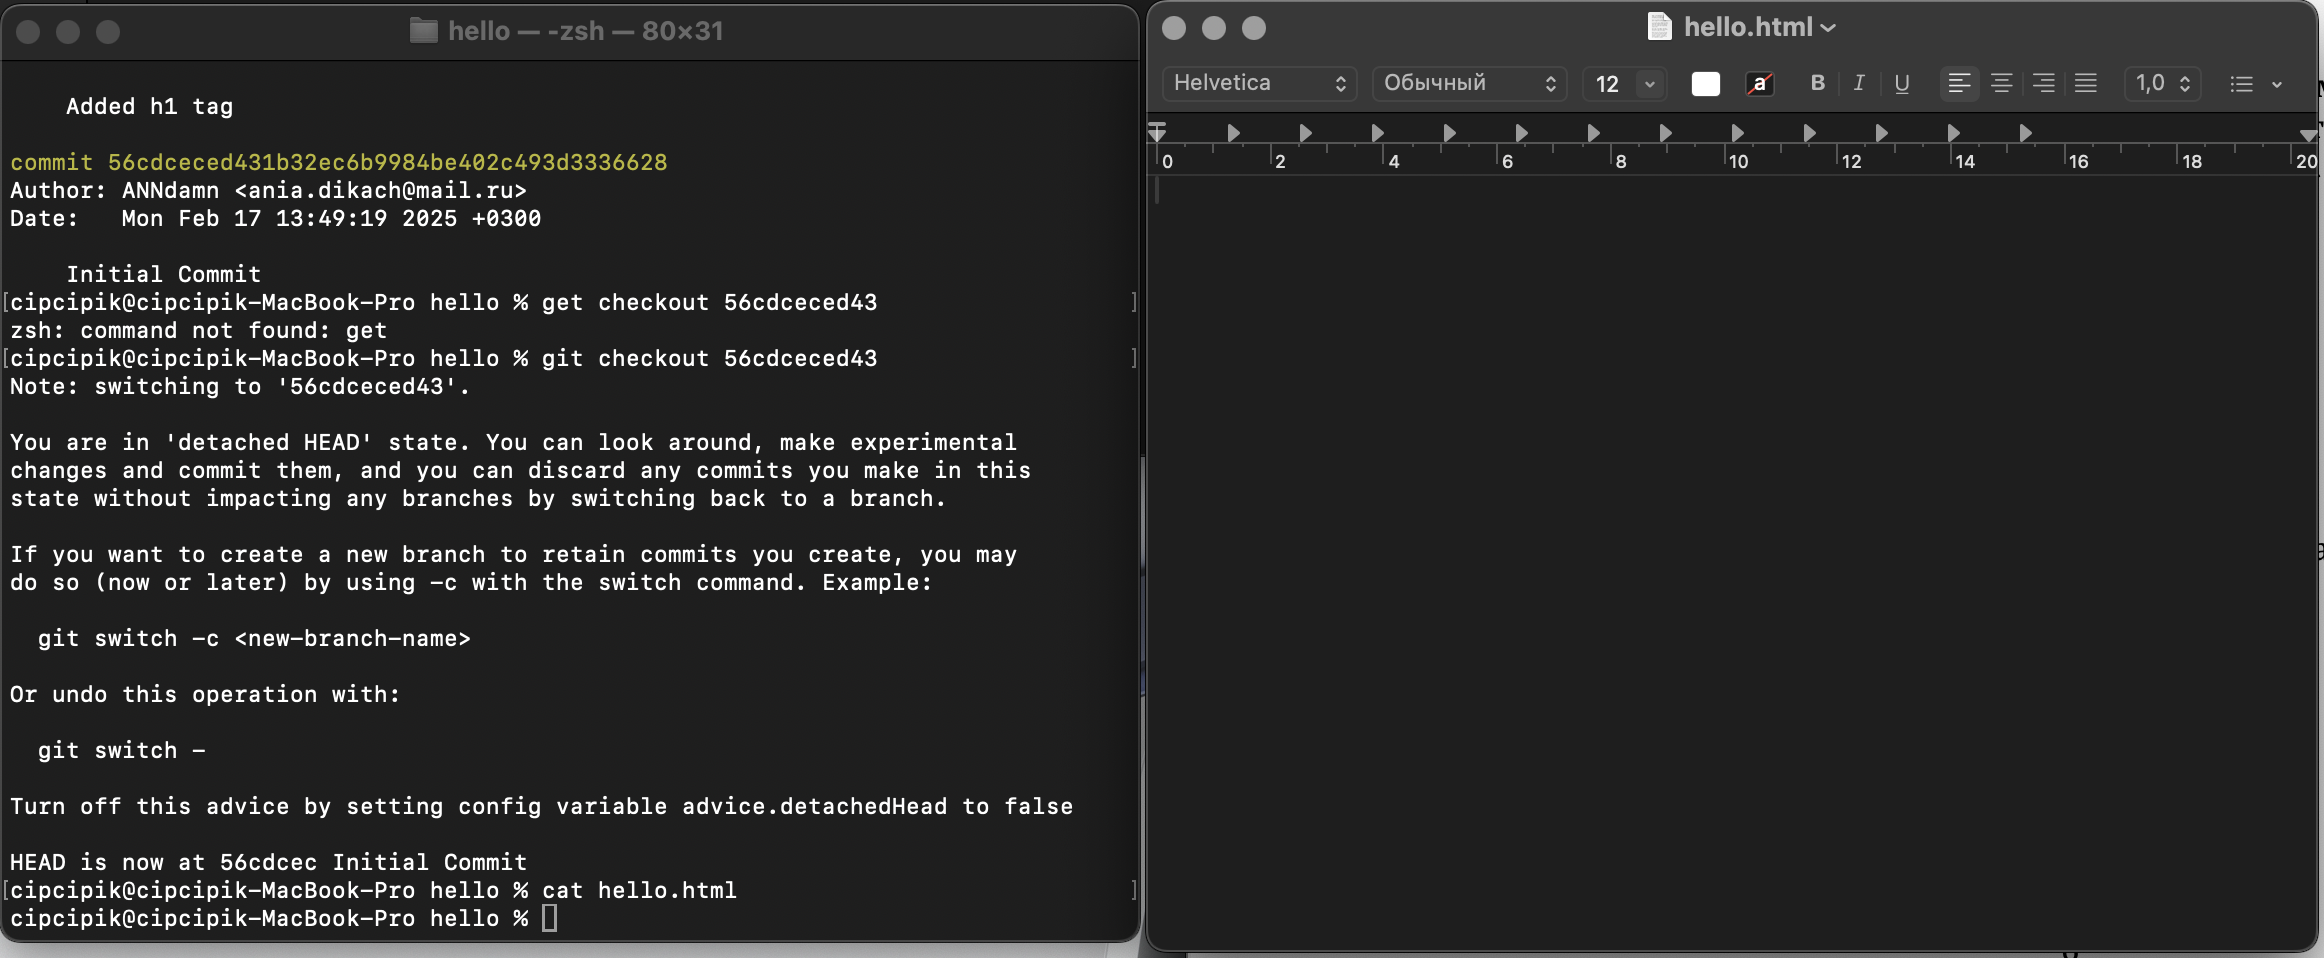 hello — -zsh — 80×31
Added h1 tag
commit 56cdceced431b32ec6b9984be402c493d3336628
Author: ANNdamn <ania.dikach@mail.ru>
Date:   Mon Feb 17 13:49:19 2025 +0300
Initial Commit
[cipcipik@cipcipik-MacBook-Pro hello % get checkout 56cdceced43 ]
zsh: command not found: get
[cipcipik@cipcipik-MacBook-Pro hello % git checkout 56cdceced43 ]
Note: switching to '56cdceced43'.
You are in 'detached HEAD' state. You can look around, make experimental
changes and commit them, and you can discard any commits you make in this
state without impacting any branches by switching back to a branch.
If you want to create a new branch to retain commits you create, you may
do so (now or later) by using -c with the switch command. Example:
git switch -c <new-branch-name>
Or undo this operation with:
git switch -
Turn off this advice by setting config variable advice.detachedHead to false
HEAD is now at 56cdcec Initial Commit
[cipcipik@cipcipik-MacBook-Pro hello % cat hello.html ]
cipcipik@cipcipik-MacBook-Pro hello %
hello.html
Helvetica Обычный 12 a B I U 1,0
0 2 4 6 8 10 12 14 16 18 20